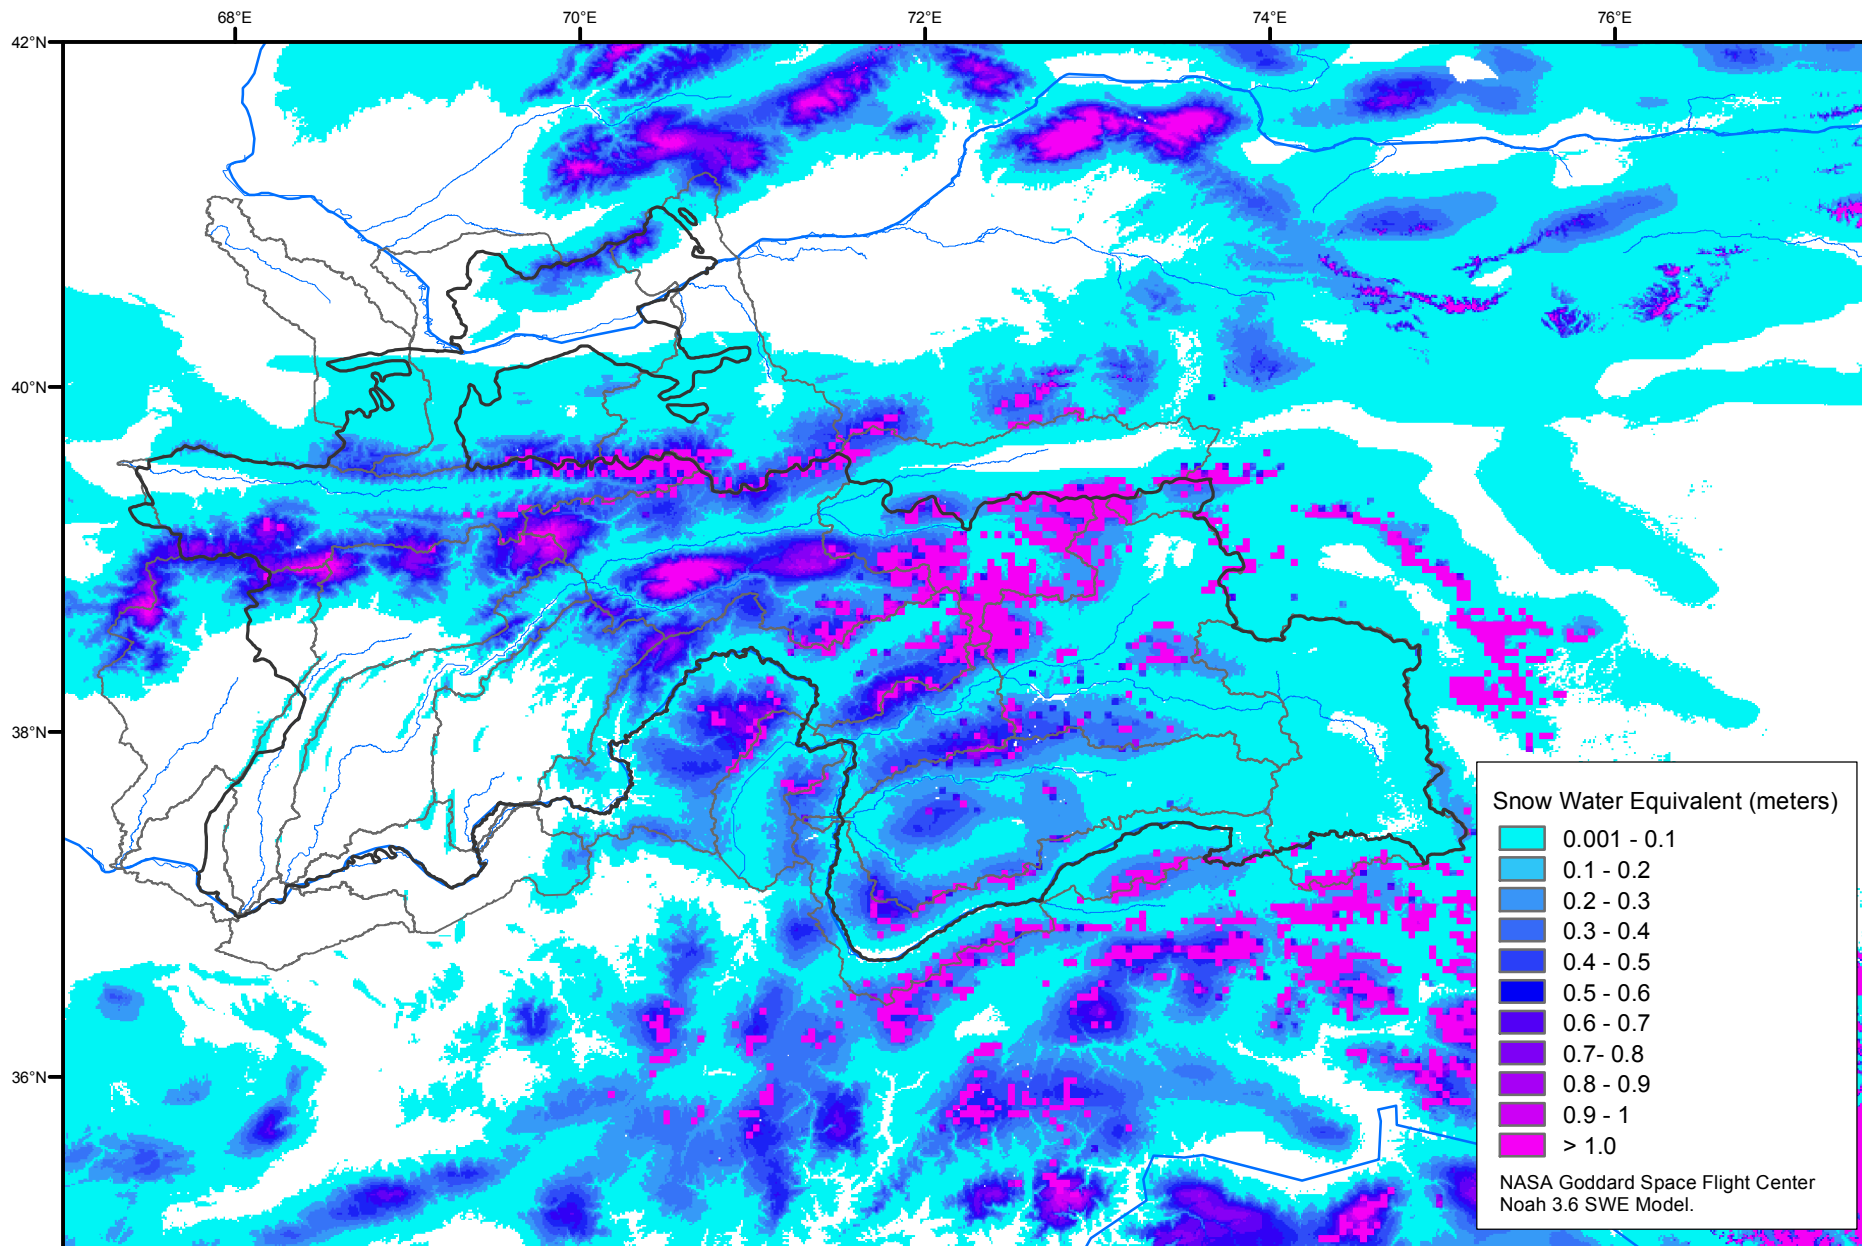 68°E
70°E
72°E
74°E
76°E
42°N
40°N
38°N
36°N
Snow Water Equivalent (meters)
0.001 - 0.1
0.1 - 0.2
0.2 - 0.3
0.3 - 0.4
0.4 - 0.5
0.5 - 0.6
0.6 - 0.7
0.7- 0.8
0.8 - 0.9
0.9 - 1
> 1.0
NASA Goddard Space Flight Center
Noah 3.6 SWE Model.